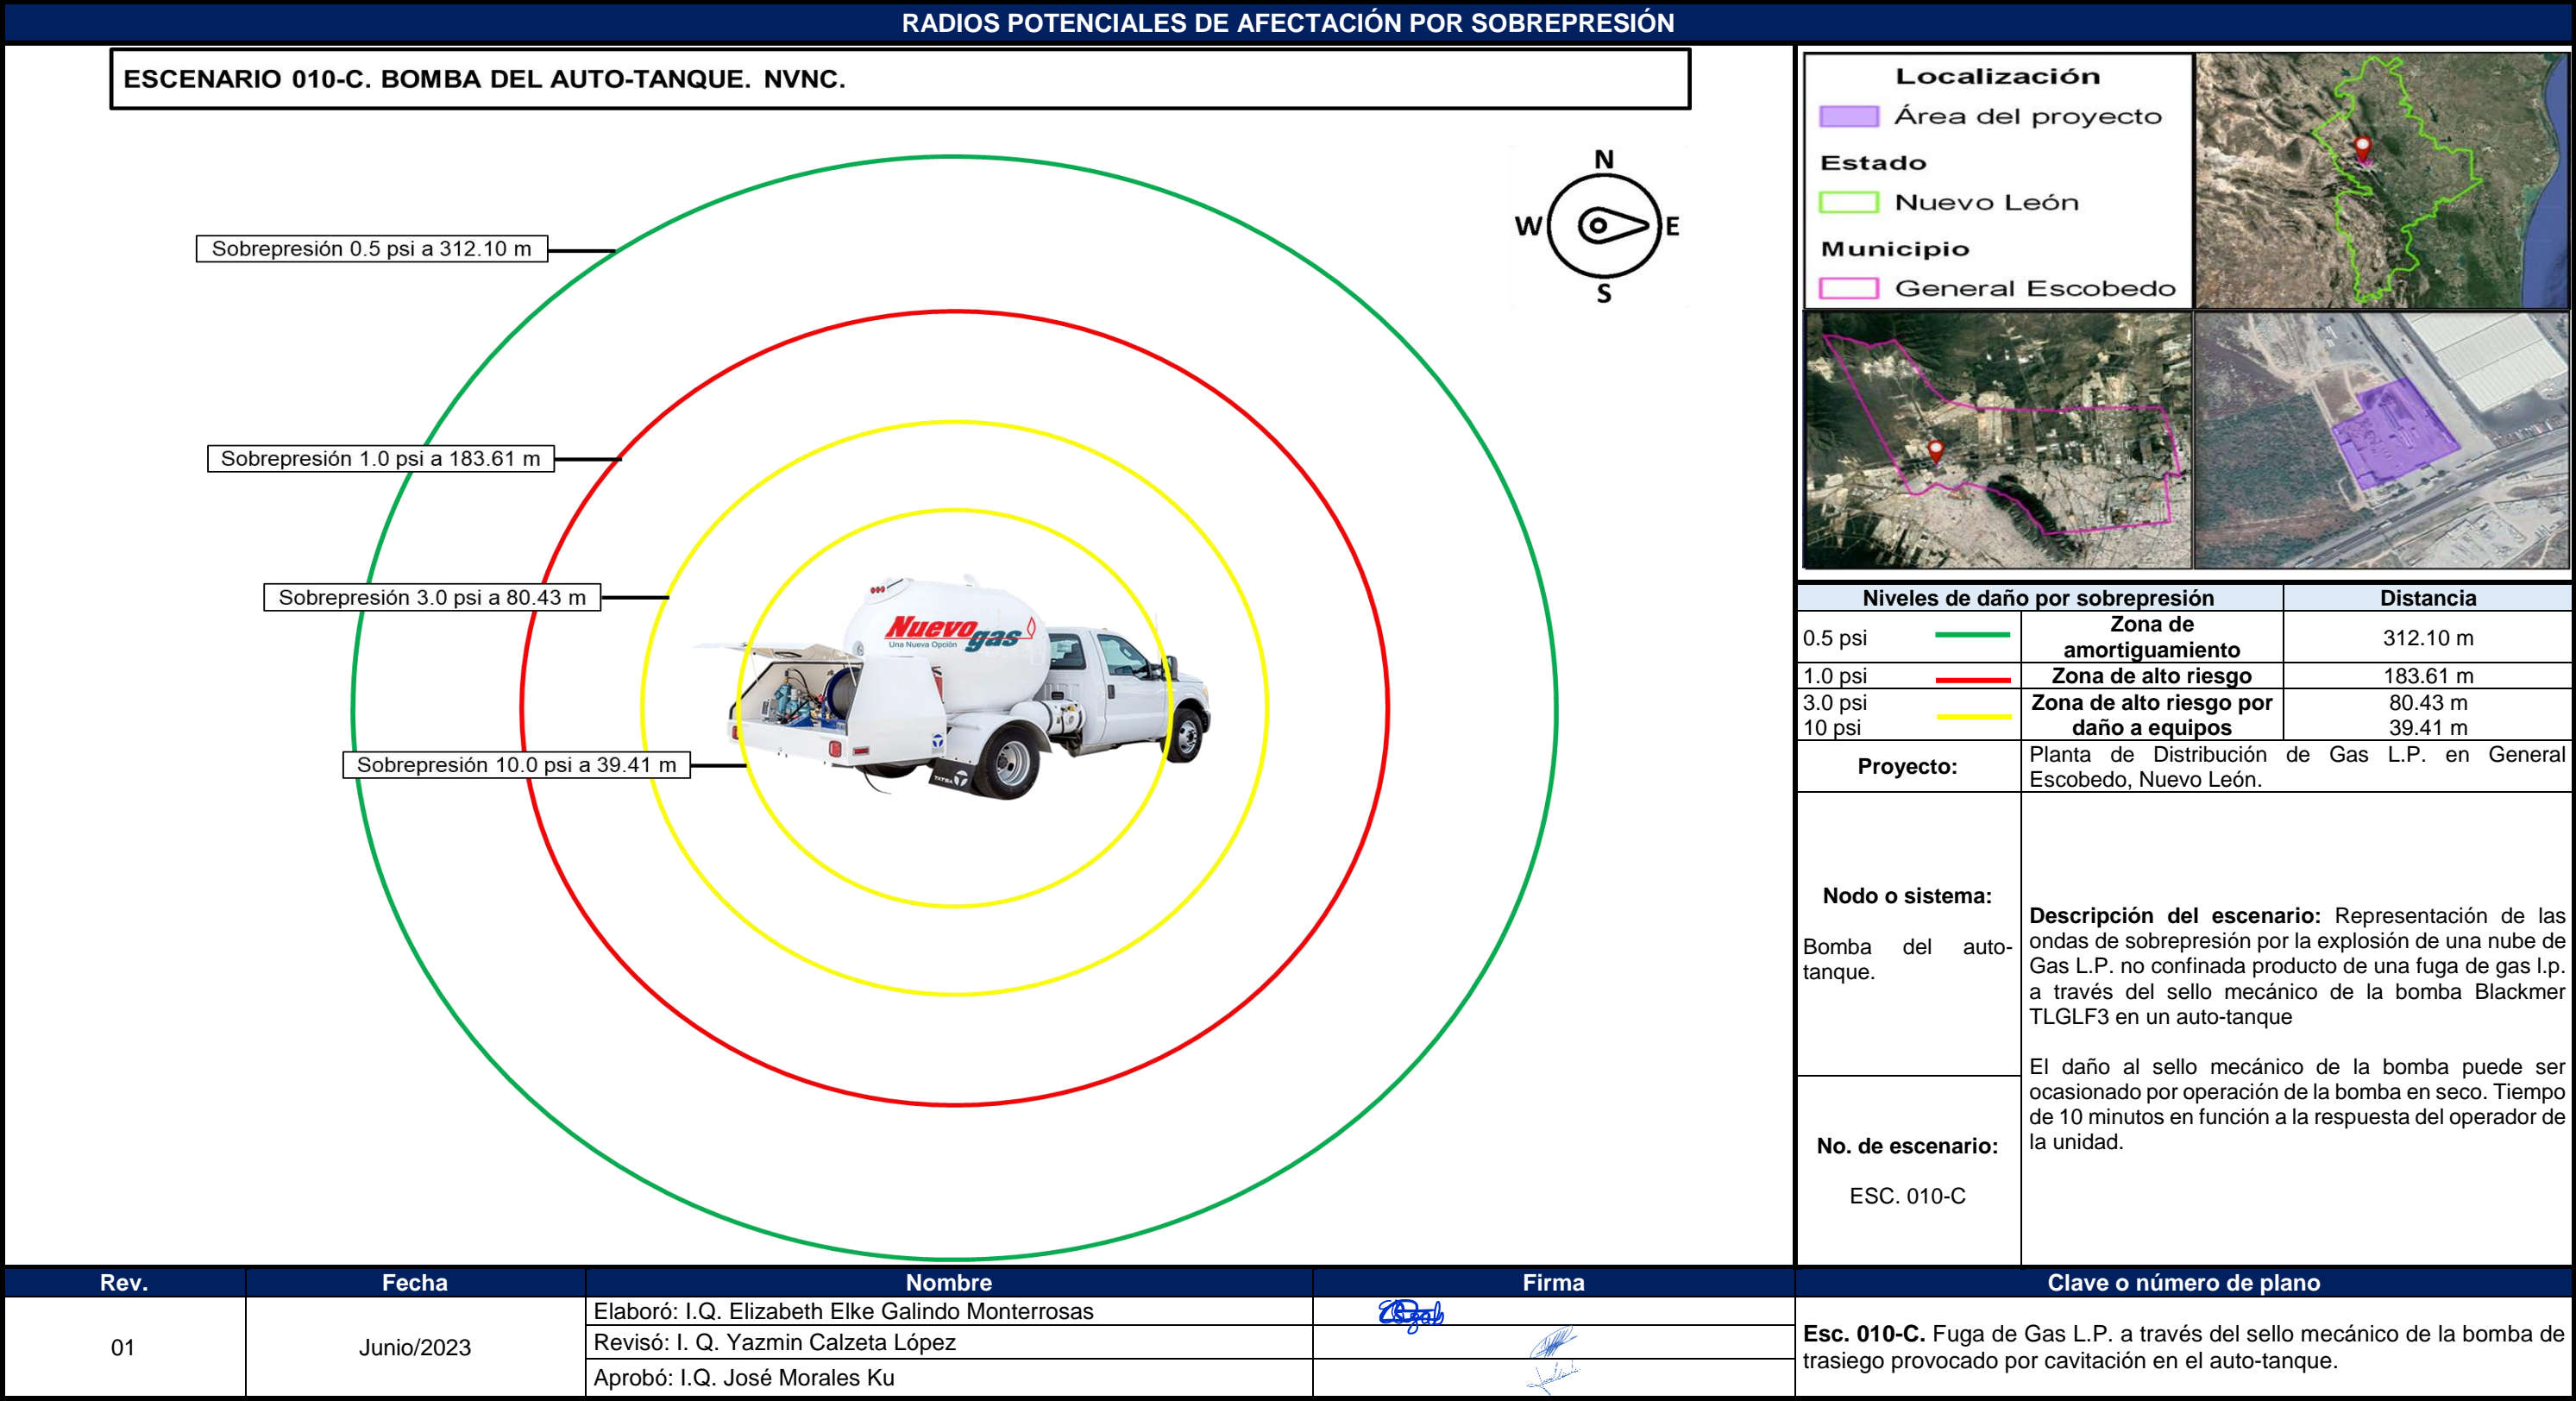 RADIOS POTENCIALES DE AFECTACIÓN POR SOBREPRESIÓN
ESCENARIO 010-C. BOMBA DEL AUTO-TANQUE. NVNC.
N
W
E
S
Sobrepresión 0.5 psi a 312.10 m
Sobrepresión 1.0 psi a 183.61 m
Sobrepresión 3.0 psi a 80.43 m
Sobrepresión 10.0 psi a 39.41 m
Nuevo gas
Una Nueva Opción
TATSA
Localización
Área del proyecto
Estado
Nuevo León
Municipio
General Escobedo
Niveles de daño por sobrepresión
Distancia
0.5 psi
Zona de
amortiguamiento
312.10 m
1.0 psi
Zona de alto riesgo
183.61 m
3.0 psi
10 psi
Zona de alto riesgo por
daño a equipos
80.43 m
39.41 m
Proyecto:
Planta de Distribución de Gas L.P. en General
Escobedo, Nuevo León.
Nodo o sistema:
Bomba del auto-
tanque.
No. de escenario:
ESC. 010-C
Descripción del escenario: Representación de las
ondas de sobrepresión por la explosión de una nube de
Gas L.P. no confinada producto de una fuga de gas l.p.
a través del sello mecánico de la bomba Blackmer
TLGLF3 en un auto-tanque
El daño al sello mecánico de la bomba puede ser
ocasionado por operación de la bomba en seco. Tiempo
de 10 minutos en función a la respuesta del operador de
la unidad.
Rev.
Fecha
Nombre
Firma
Clave o número de plano
01
Junio/2023
Elaboró: I.Q. Elizabeth Elke Galindo Monterrosas
Revisó: I. Q. Yazmin Calzeta López
Aprobó: I.Q. José Morales Ku
Esc. 010-C. Fuga de Gas L.P. a través del sello mecánico de la bomba de
trasiego provocado por cavitación en el auto-tanque.